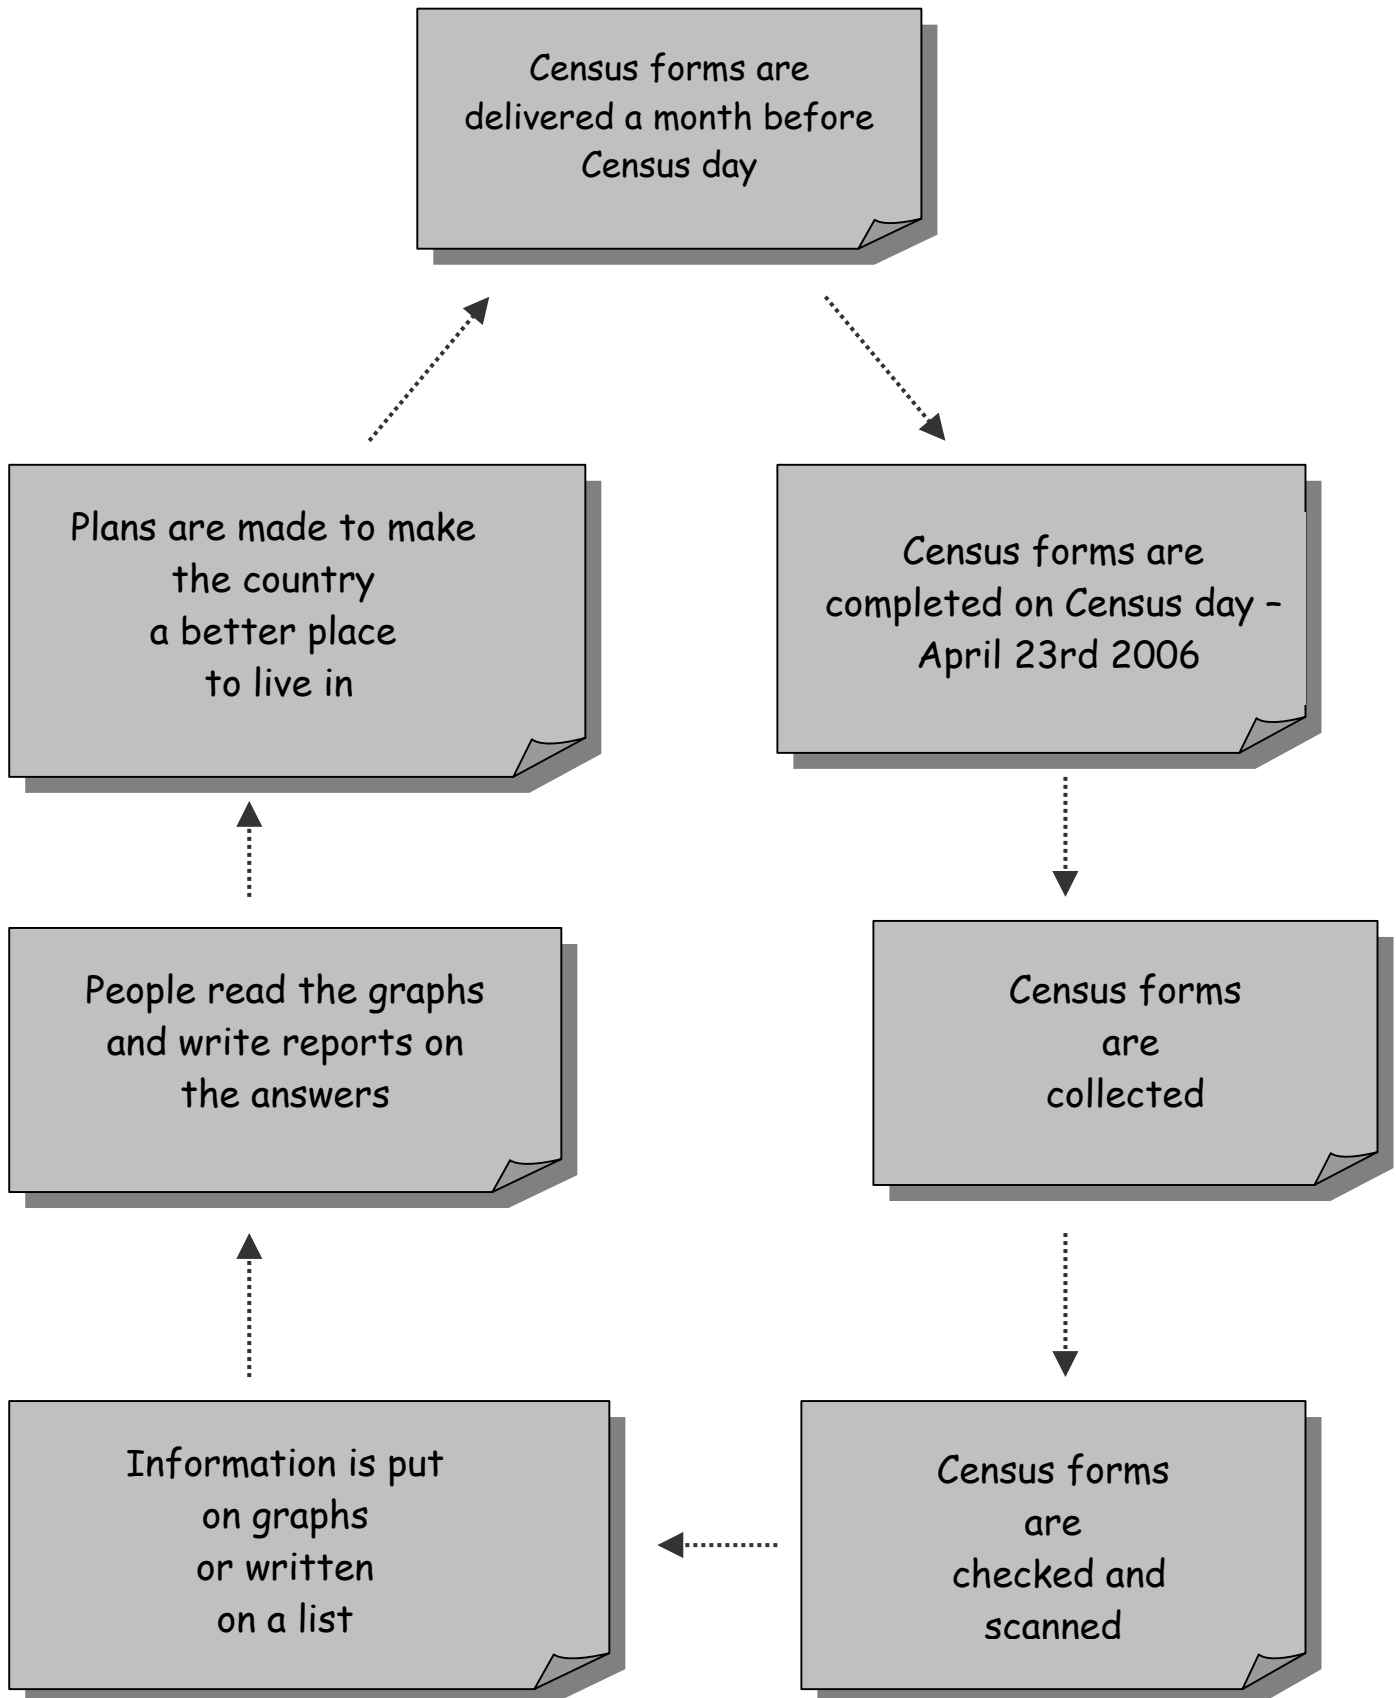 Census forms are
delivered a month before
Census day
Plans are made to make
the country
a better place
to live in
Census forms are
completed on Census day –
April 23rd 2006
People read the graphs
and write reports on
the answers
Census forms
are
collected
Information is put
on graphs
or written
on a list
Census forms
are
checked and
scanned